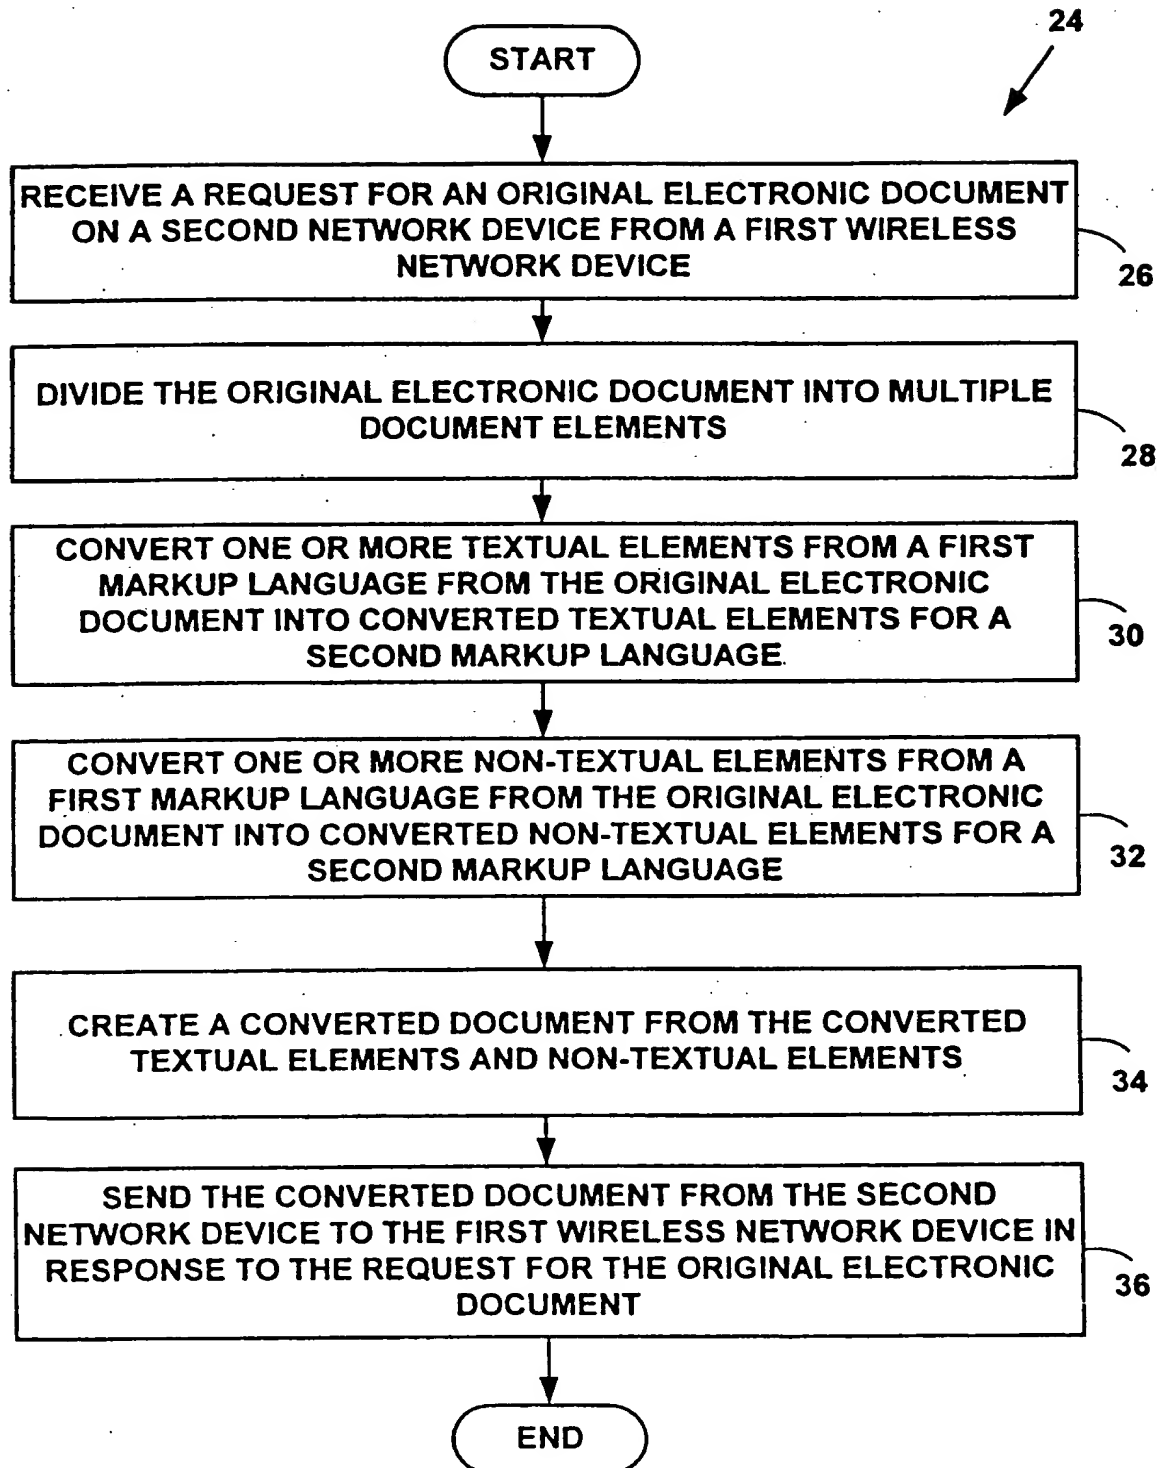 24
START
RECEIVE A REQUEST FOR AN ORIGINAL ELECTRONIC DOCUMENT
ON A SECOND NETWORK DEVICE FROM A FIRST WIRELESS
NETWORK DEVICE
26
DIVIDE THE ORIGINAL ELECTRONIC DOCUMENT INTO MULTIPLE
DOCUMENT ELEMENTS
28
CONVERT ONE OR MORE TEXTUAL ELEMENTS FROM A FIRST
MARKUP LANGUAGE FROM THE ORIGINAL ELECTRONIC
DOCUMENT INTO CONVERTED TEXTUAL ELEMENTS FOR A
SECOND MARKUP LANGUAGE
30
CONVERT ONE OR MORE NON-TEXTUAL ELEMENTS FROM A
FIRST MARKUP LANGUAGE FROM THE ORIGINAL ELECTRONIC
DOCUMENT INTO CONVERTED NON-TEXTUAL ELEMENTS FOR A
SECOND MARKUP LANGUAGE
32
CREATE A CONVERTED DOCUMENT FROM THE CONVERTED
TEXTUAL ELEMENTS AND NON-TEXTUAL ELEMENTS
34
SEND THE CONVERTED DOCUMENT FROM THE SECOND
NETWORK DEVICE TO THE FIRST WIRELESS NETWORK DEVICE IN
RESPONSE TO THE REQUEST FOR THE ORIGINAL ELECTRONIC
DOCUMENT
36
END